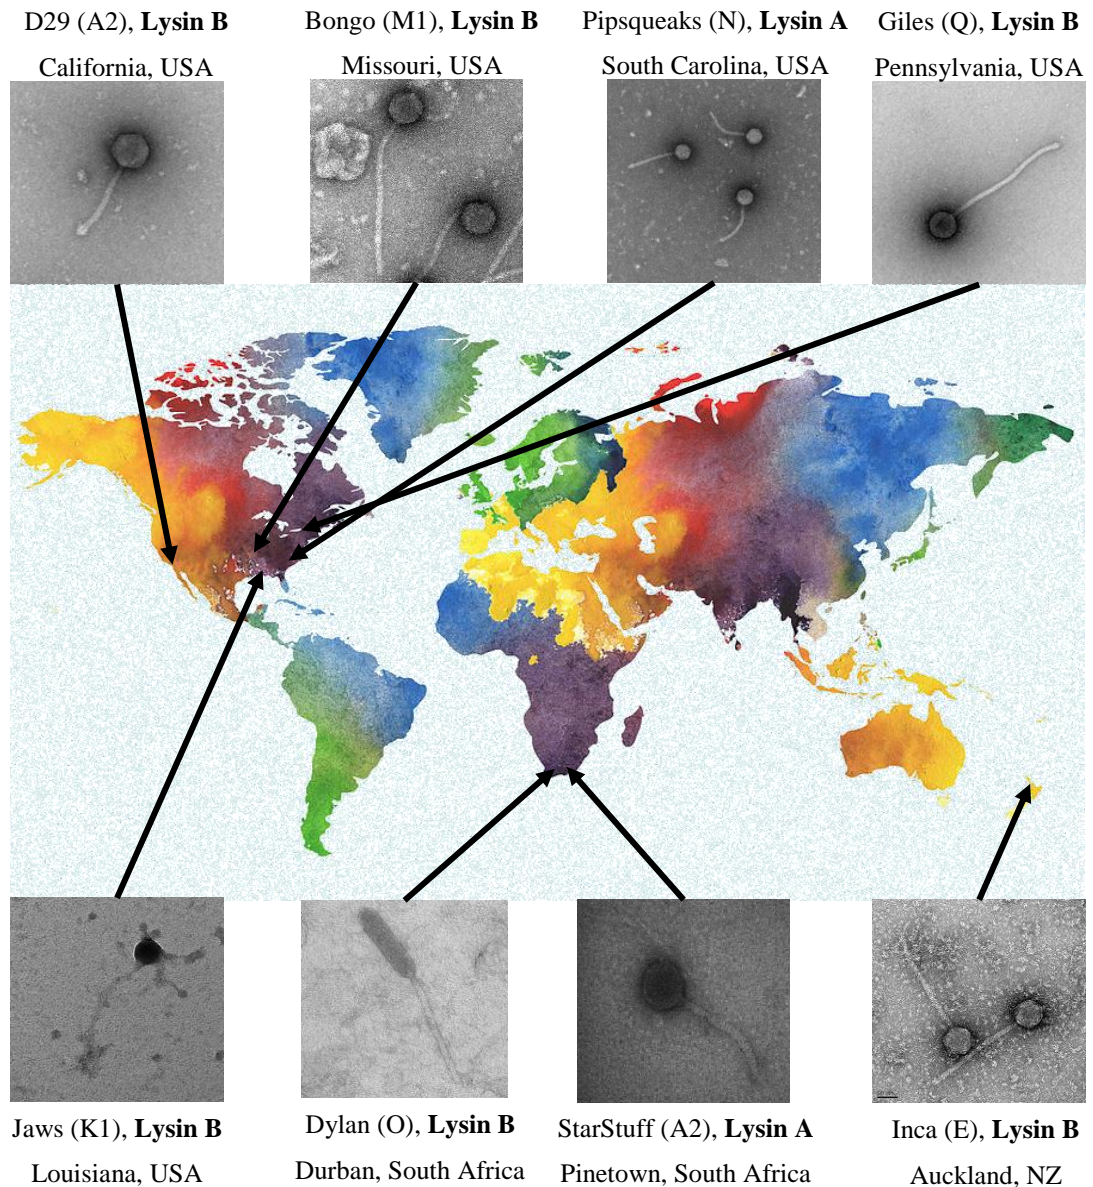 D29 (A2), Lysin B
California, USA
Bongo (M1), Lysin B
Missouri, USA
Pipsqueaks (N), Lysin A
South Carolina, USA
Giles (Q), Lysin B
Pennsylvania, USA
Jaws (K1), Lysin B
Louisiana, USA
Dylan (O), Lysin B
Durban, South Africa
StarStuff (A2), Lysin A
Pinetown, South Africa
Inca (E), Lysin B
Auckland, NZ